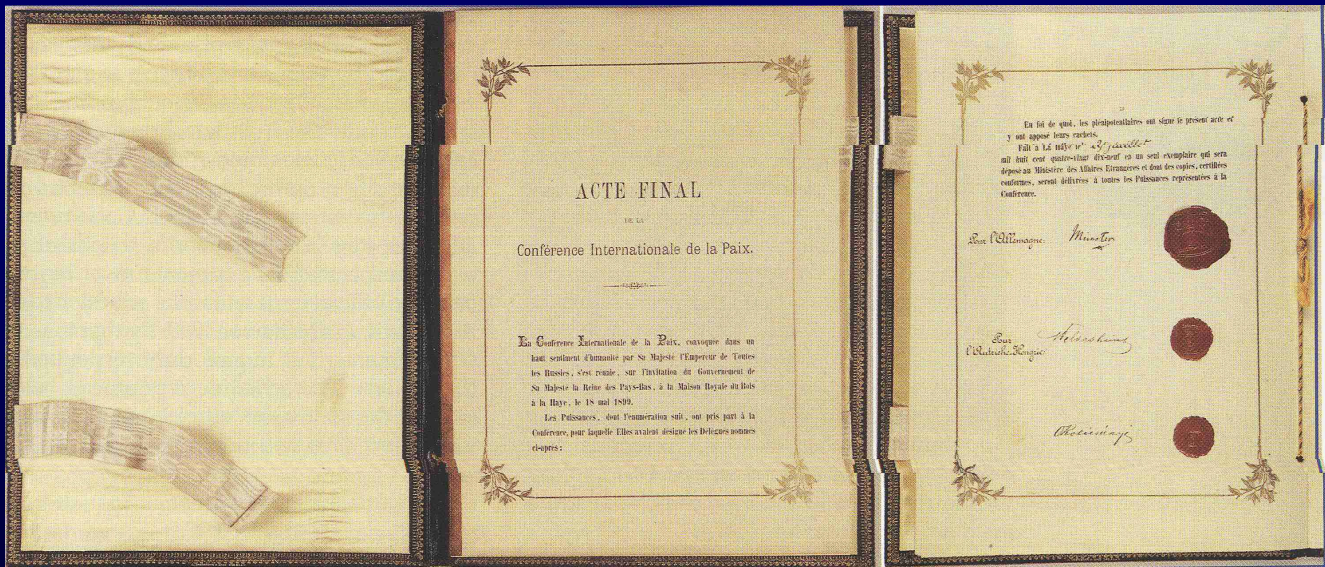 ACTE FINAL
DE LA
Conférence Internationale de la Paix.
La Conférence Internationale de la Paix, convoquée dans un
haut sentiment d'humanité par Sa Majesté l'Empereur de Toutes
les Russies, s'est réunie, sur l'invitation du Gouvernement de
Sa Majesté la Reine des Pays-Bas, à la Maison Royale du Bois
à la Haye, le 18 mai 1899.
Les Puissances, dont l'énumération suit, ont pris part à la
Conférence, pour laquelle Elles avaient désigné les Délégués nommés
ci-après:
En foi de quoi, les plénipotentiaires ont signé le présent acte et
y ont apposé leurs cachets.
Fait à La Haye le 29 juillet
mil huit cent quatre-vingt dix-neuf en un seul exemplaire qui sera
déposé au Ministère des Affaires Etrangères et dont des copies, certifiées
conformes, seront délivrées à toutes les Puissances représentées à la
Conférence.
Pour l'Allemagne: Münster
Pour
l'Autriche-Hongrie: Welsersheimb
Okolicsányi